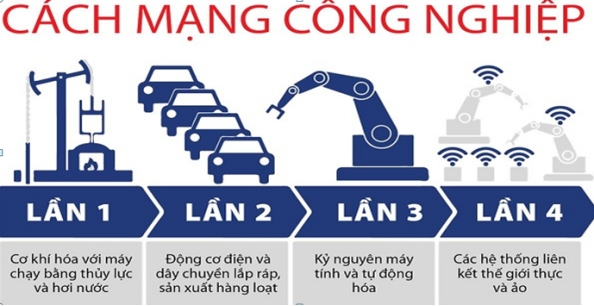 CÁCH MẠNG CÔNG NGHIỆP
LẦN 1
LẦN 2
LẦN 3
LẦN 4
Cơ khí hóa với máy
chạy bằng thủy lực
và hơi nước
Động cơ điện và
dây chuyền lắp ráp,
sản xuất hàng loạt
Kỷ nguyên máy
tính và tự động
hóa
Các hệ thống liên
kết thế giới thực
và ảo